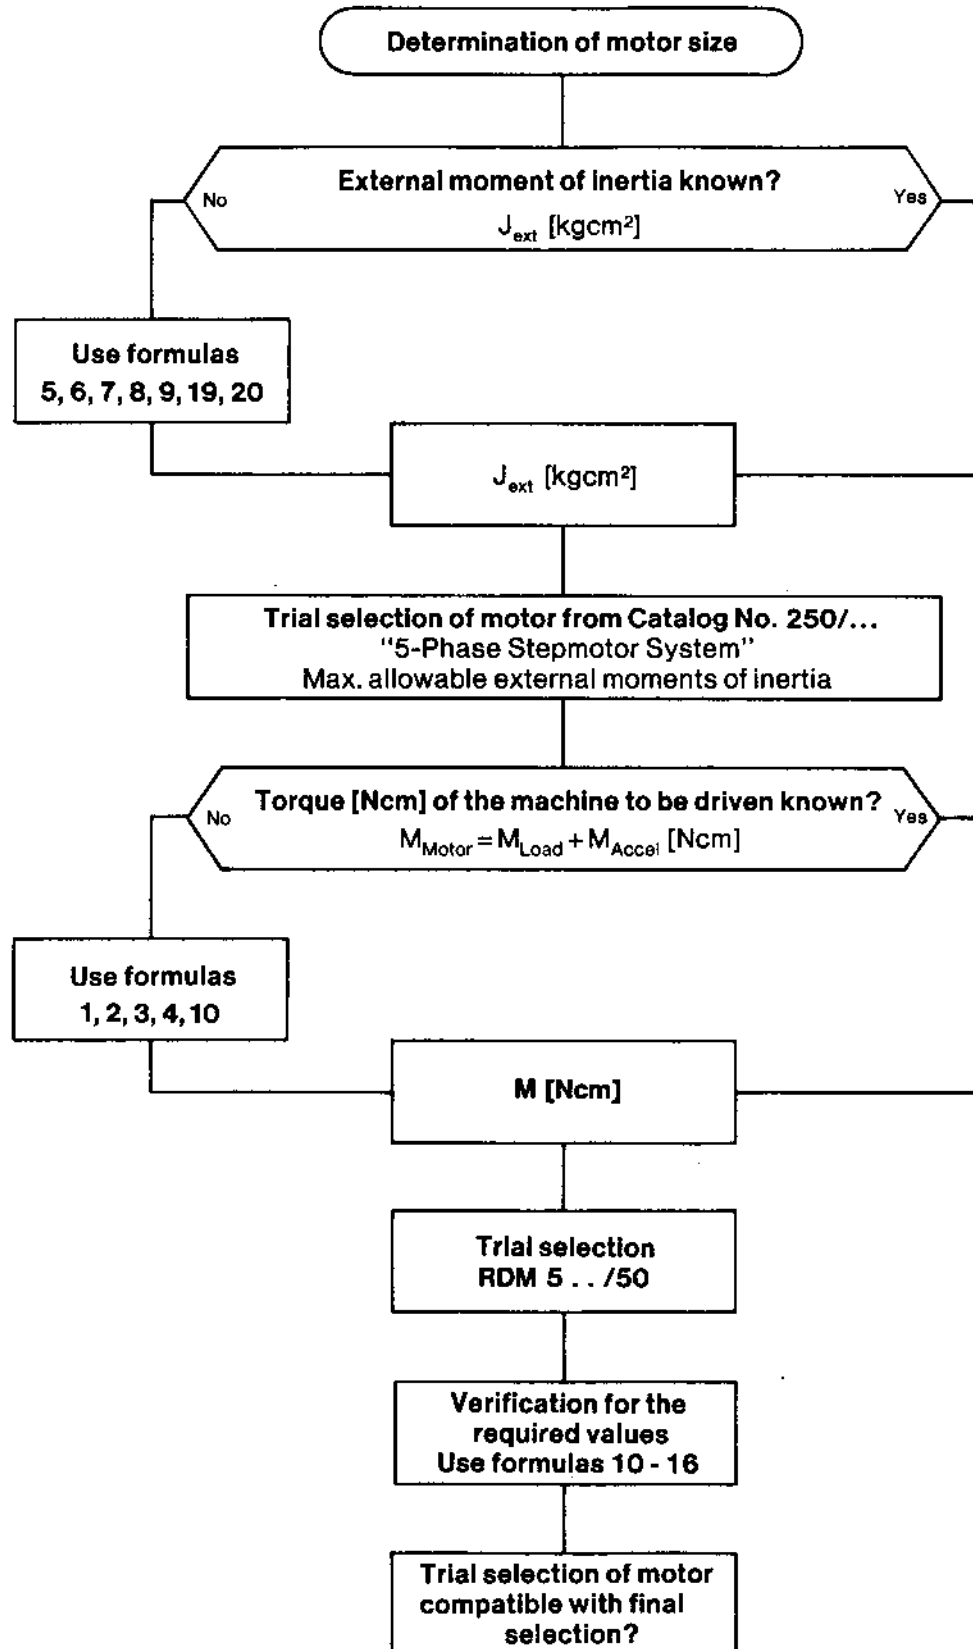 Determination of motor size
External moment of inertia known?
No
Yes
J_ext [kgcm²]
Use formulas
5, 6, 7, 8, 9, 19, 20
J_ext [kgcm²]
Trial selection of motor from Catalog No. 250/...
"5-Phase Stepmotor System"
Max. allowable external moments of inertia
Torque [Ncm] of the machine to be driven known?
No
Yes
M_Motor = M_Load + M_Accel [Ncm]
Use formulas
1, 2, 3, 4, 10
M [Ncm]
Trial selection
RDM 5 . . /50
Verification for the
required values
Use formulas 10 - 16
Trial selection of motor
compatible with final
selection?